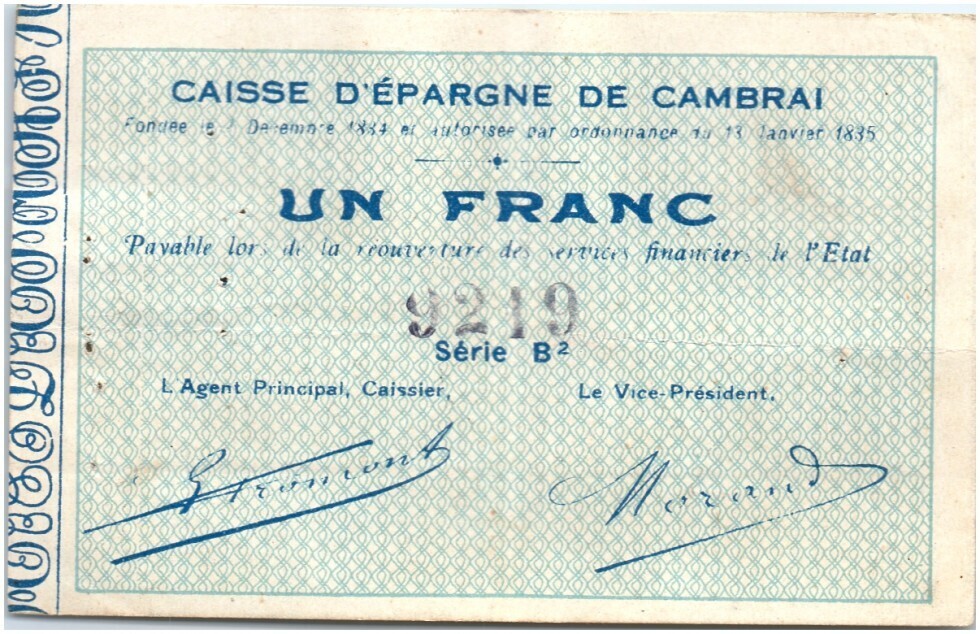 CAISSE D'ÉPARGNE DE CAMBRAI
Fondée le Décembre 1834 et autorisée par ordonnance du 13 Janvier 1835
UN FRANC
Payable lors de la réouverture des services financiers de l'Etat
9219
Série B²
L'Agent Principal, Caissier,
Le Vice-Président.
Morand